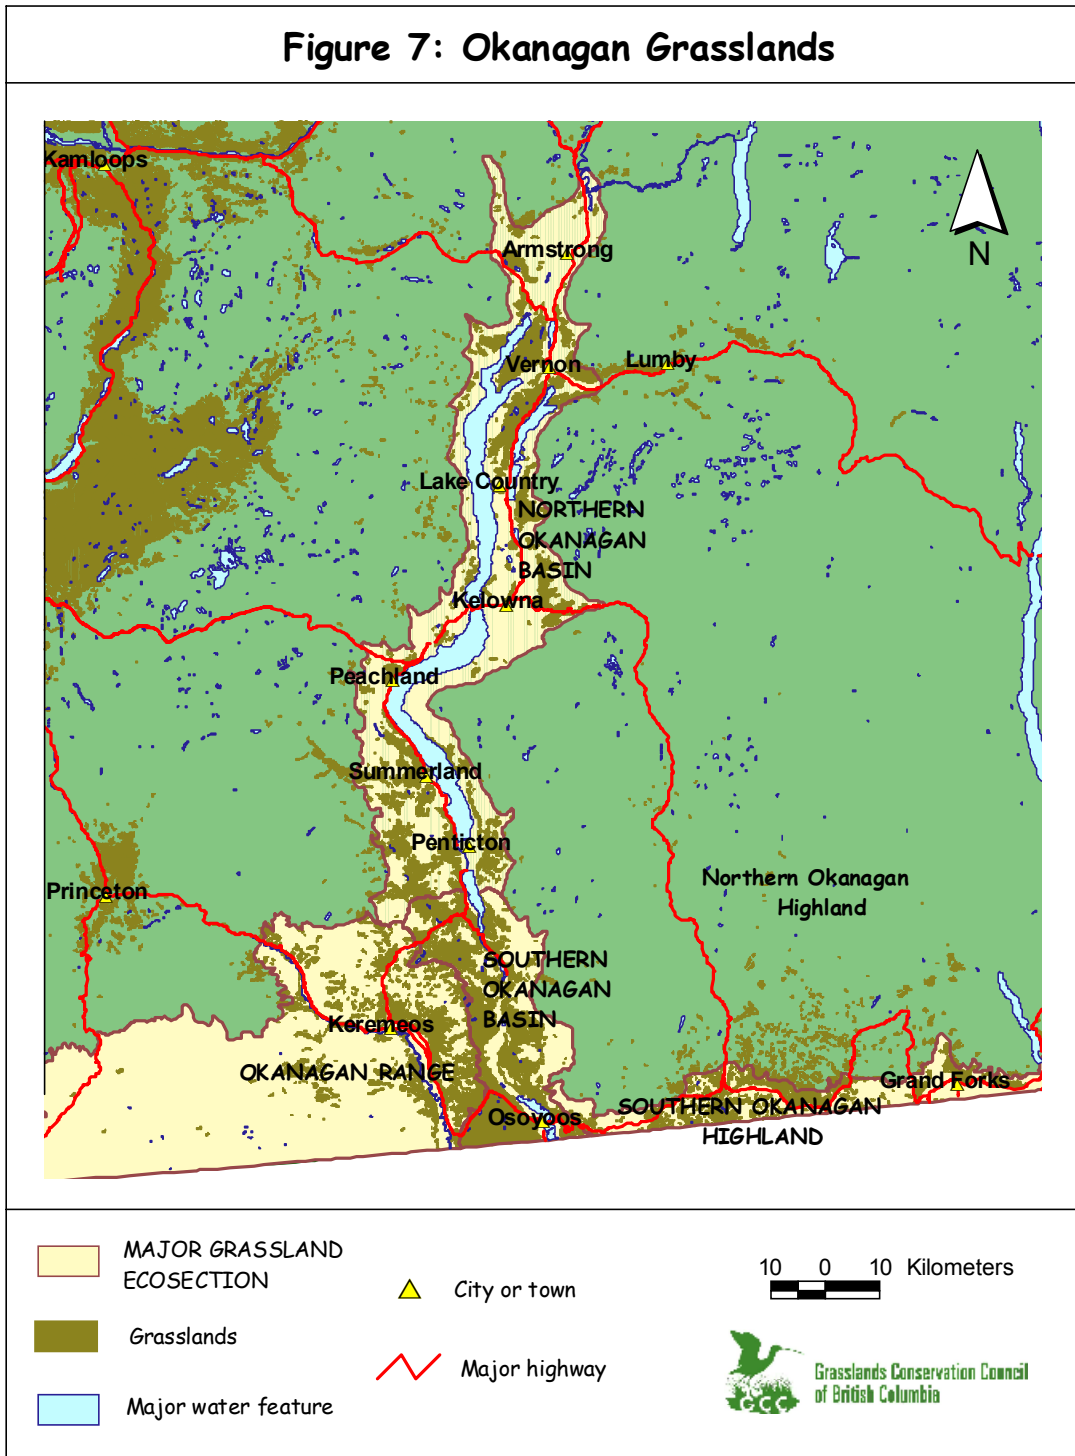 Figure 7: Okanagan Grasslands
Kamloops
N
Armstrong
Vernon
Lumby
Lake Country
NORTHERN
OKANAGAN
BASIN
Kelowna
Peachland
Summerland
Penticton
Princeton
Northern Okanagan
Highland
SOUTHERN
OKANAGAN
BASIN
Keremeos
OKANAGAN RANGE
Grand Forks
Osoyoos
SOUTHERN OKANAGAN
HIGHLAND
MAJOR GRASSLAND
ECOSECTION
City or town
10 0 10 Kilometers
Grasslands
Major highway
Major water feature
GCC
Grasslands Conservation Council
of British Columbia